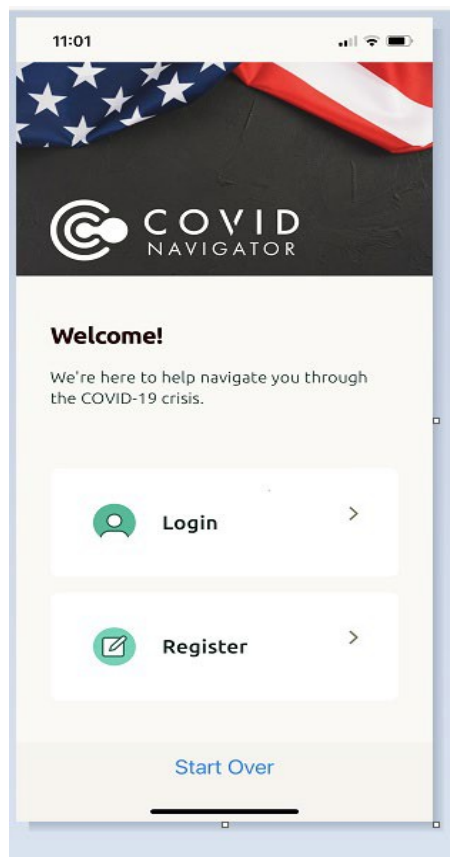 11:01
COVID
NAVIGATOR
Welcome!
We're here to help navigate you through
the COVID-19 crisis.
Login
Register
Start Over